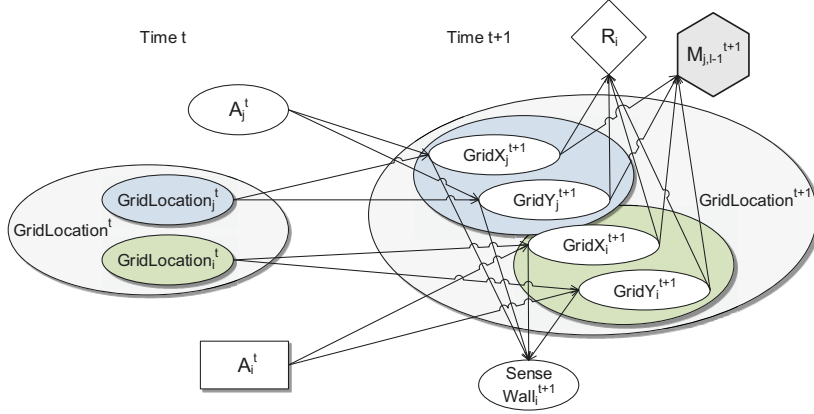 Time t
Time t+1
R_i
M_{j,l-1}^{t+1}
A_j^t
GridX_j^{t+1}
GridLocation_j^t
GridY_j^{t+1}
GridLocation^{t+1}
GridLocation^t
GridX_i^{t+1}
GridLocation_i^t
GridY_i^{t+1}
A_i^t
Sense
Wall_i^{t+1}